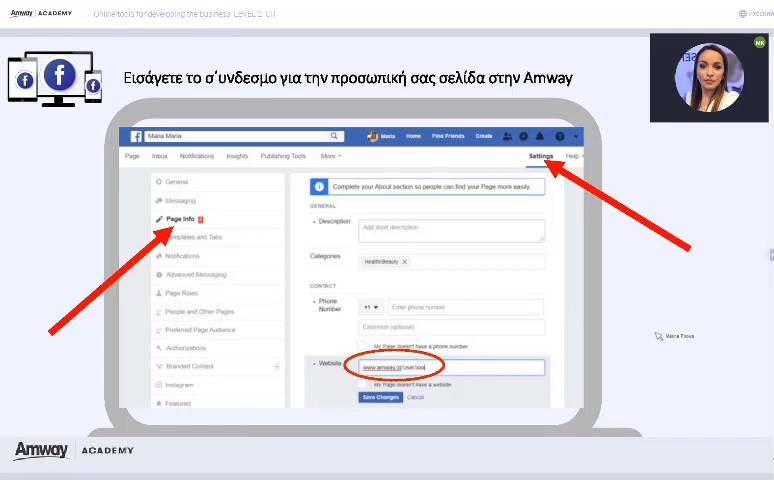 Amway | ACADEMY
Online tools for developing the business. LEVEL 2. GIT
РУССКИЙ
MK
Εισάγετε το σ΄υνδεσμο για την προσωπική σας σελίδα στην Amway
Maria Maria
Maria Home Find Friends Create
Page Inbox Notifications Insights Publishing Tools More Settings Help
General
Messaging
Page Info
Templates and Tabs
Notifications
Advanced Messaging
Page Roles
People and Other Pages
Preferred Page Audience
Authorizations
Branded Content
Instagram
Featured
Complete your About section so people can find your Page more easily.
GENERAL
Description Add short description
Categories Health/Beauty
CONTACT
Phone Number +1 Enter phone number
Extension (optional)
My Page doesn't have a phone number
Website
My Page doesn't have a website
Save Changes Cancel
Amway | ACADEMY